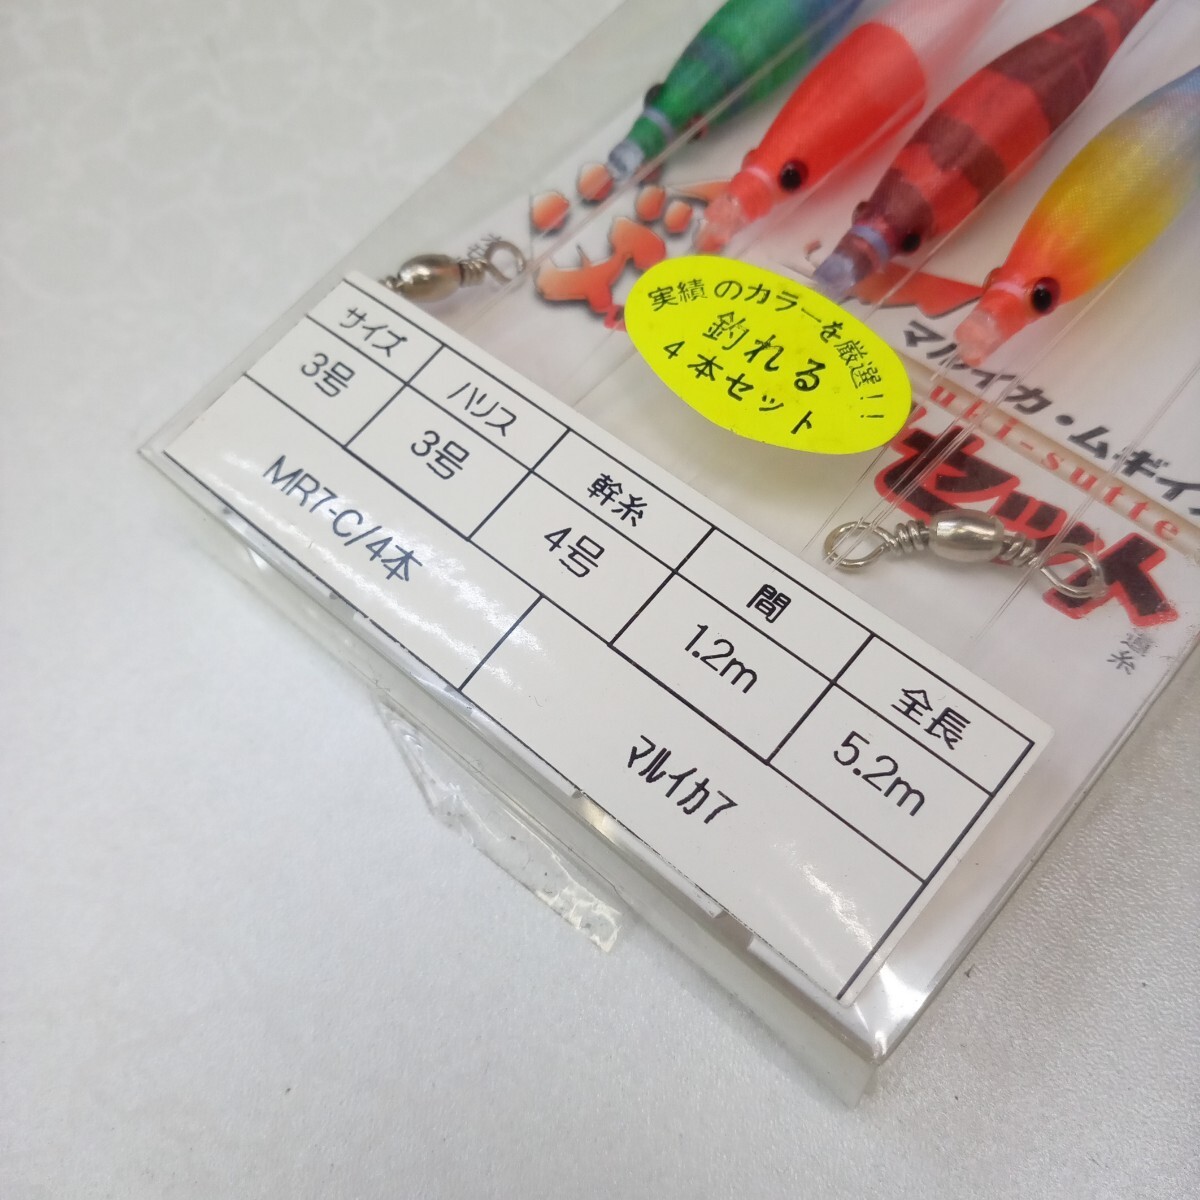 実績のカラーを厳選!!
釣れる
4本セット
マルイカ・ムギイカ
セット
道糸
サイズ ハリス 幹糸 間 全長
3号 3号 4号 1.2m 5.2m
MR7-C/4本 マルイカ7